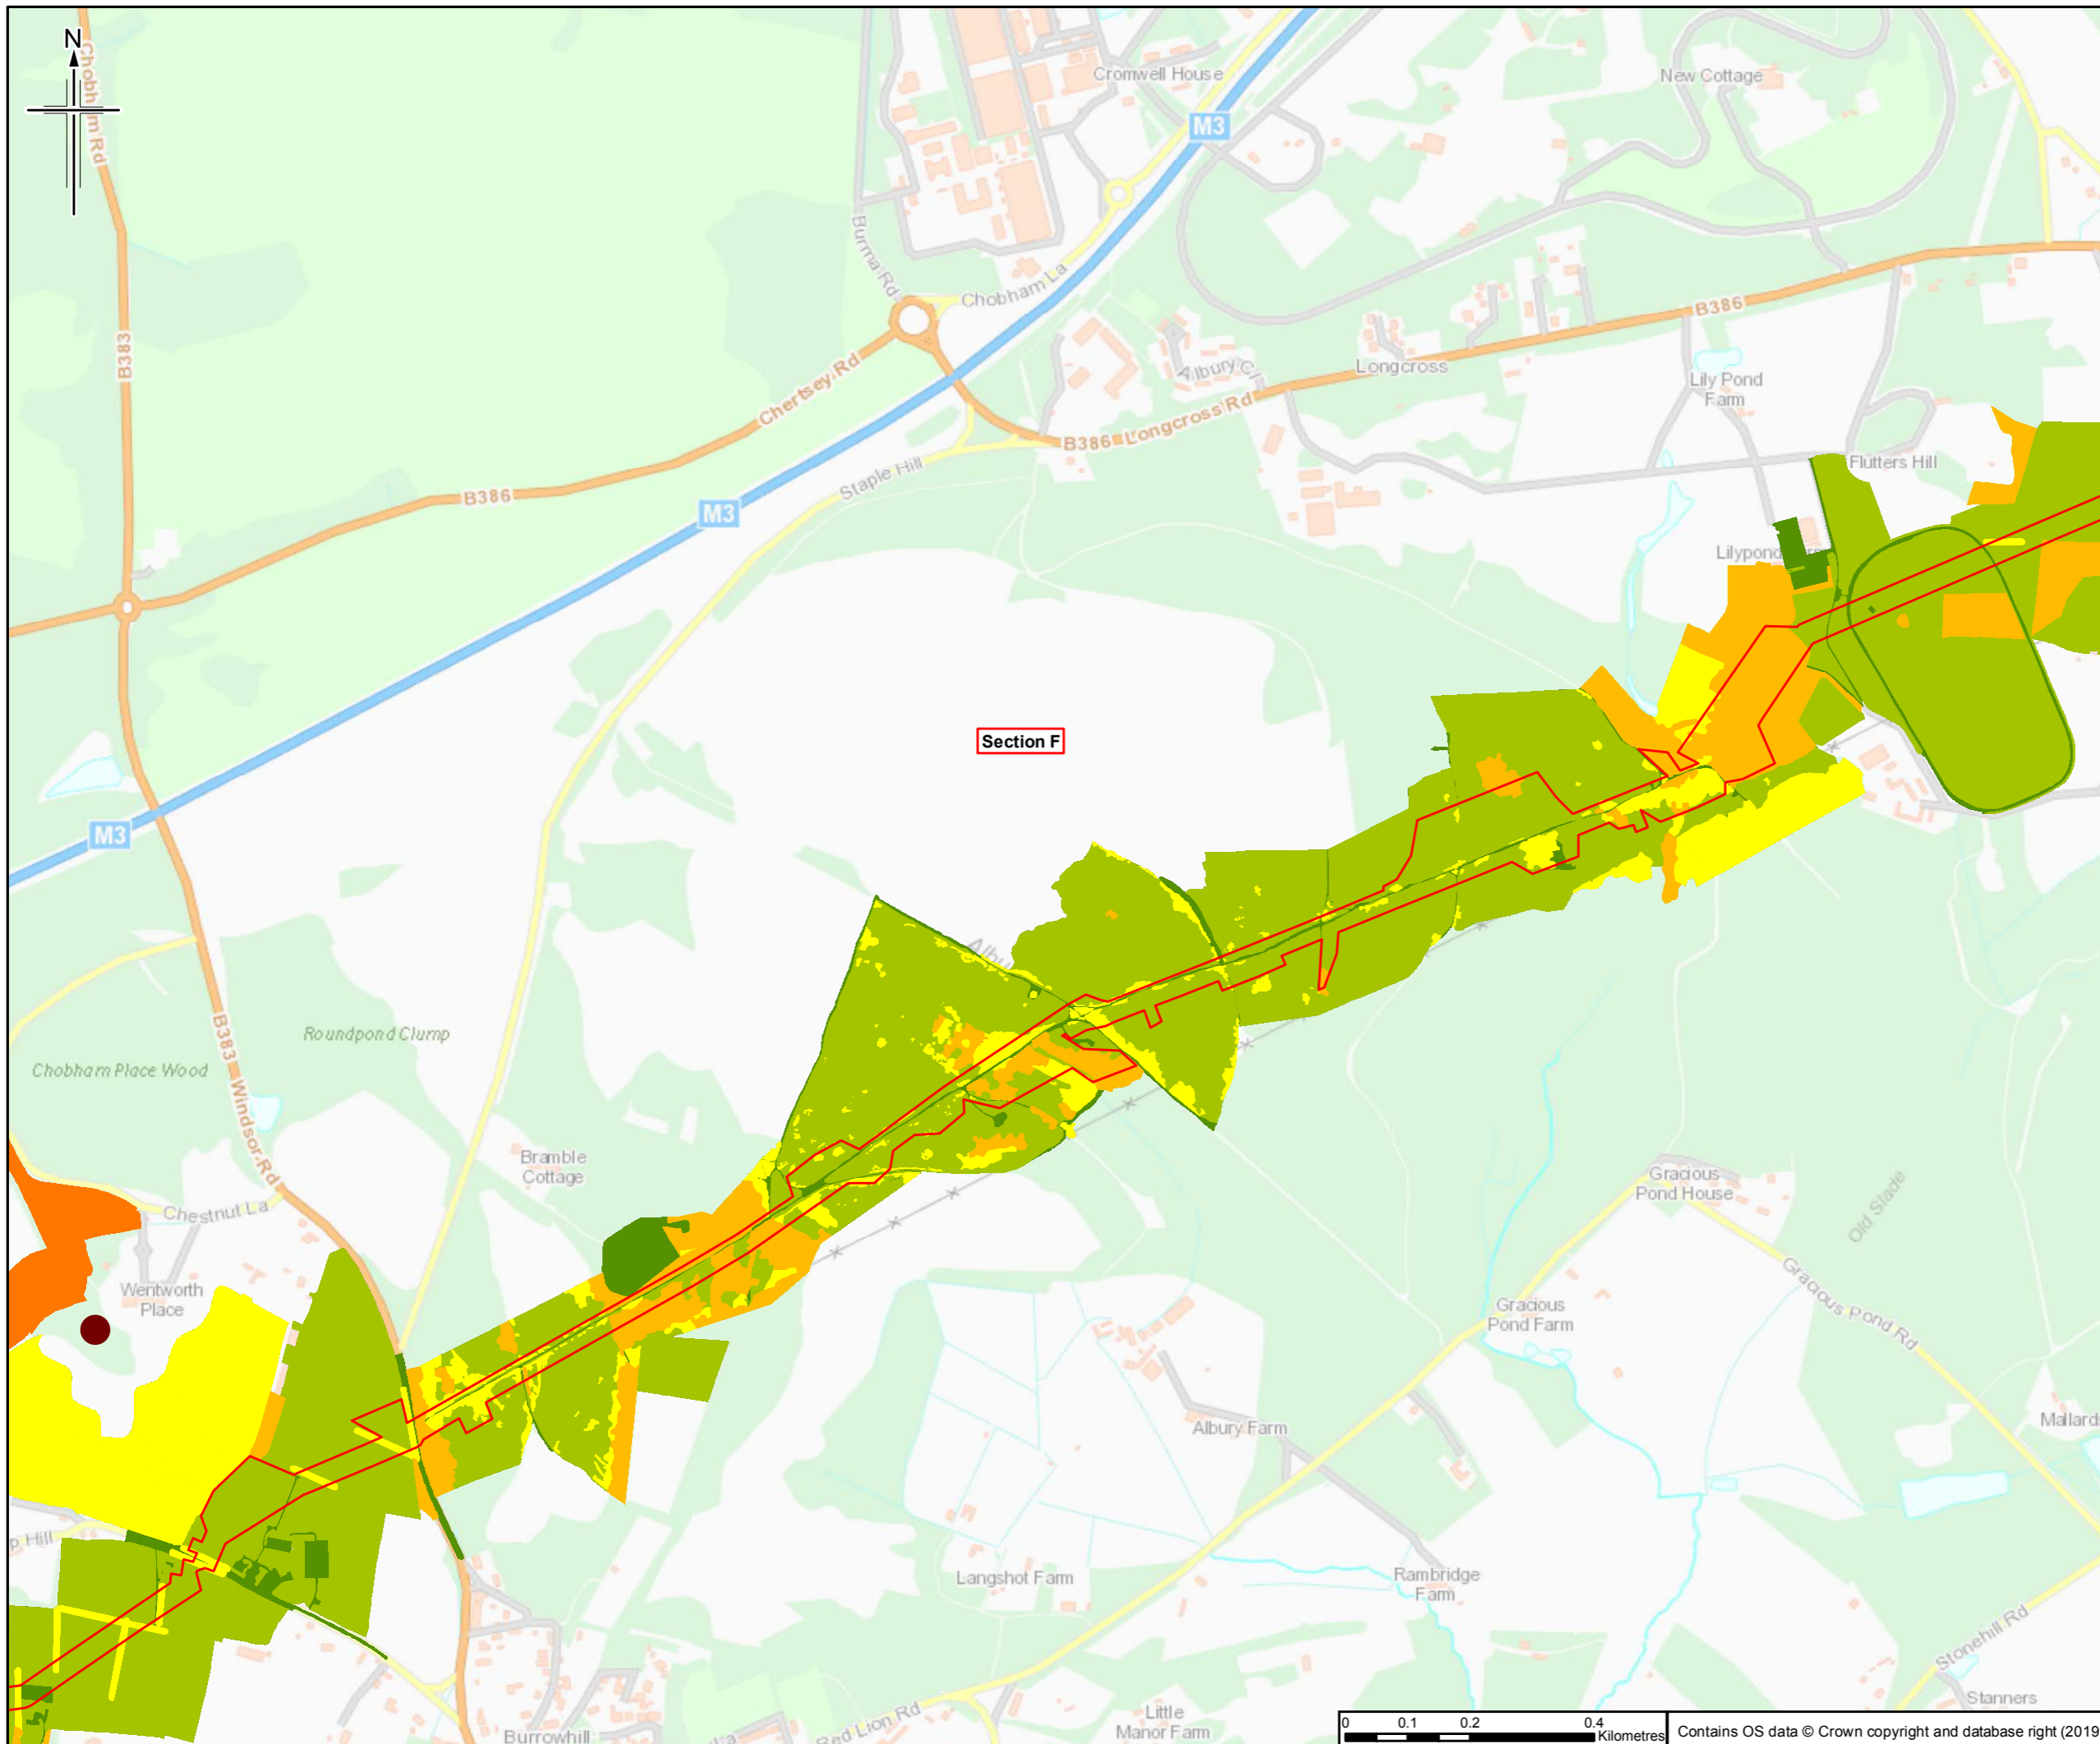 N
Chobham Rd
Cromwell House
New Cottage
M3
Burma Rd
Chobham La
B386
B383
Albury Cl
Longcross
Chertsey Rd
Lily Pond
Farm
B386 Longcross Rd
Flutters Hill
Staple Hill
B386
M3
Section F
M3
B383 Windsor Rd
Roundpond Clump
Chobham Place Wood
Bramble
Cottage
Gracious
Pond House
Old Slade
Chestnut La
Wentworth
Place
Gracious
Pond Farm
Gracious Pond Rd
Albury Farm
Langshot Farm
Rambridge
Farm
Stonehill Rd
Stanners
Little
Manor Farm
Red Lion Rd
Burrowhill
0 0.1 0.2 0.4
Kilometres
Contains OS data © Crown copyright and database right (2019